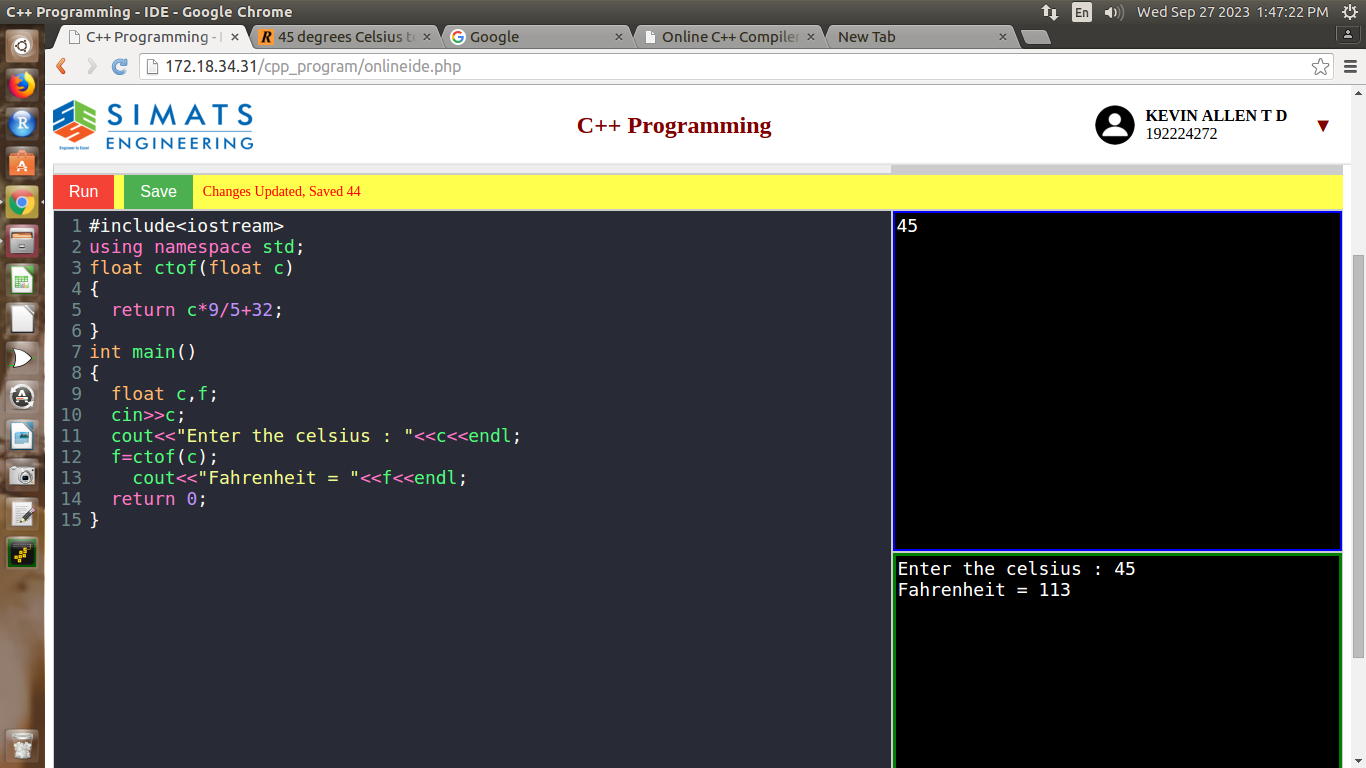 C++ Programming - IDE - Google Chrome
En
Wed Sep 27 2023 1:47:22 PM
C++ Programming - I
45 degrees Celsius to
Google
Online C++ Compiler
New Tab
172.18.34.31/cpp_program/onlineide.php
SIMATS
ENGINEERING
C++ Programming
KEVIN ALLEN T D
192224272
Run
Save
Changes Updated, Saved 44
1 #include<iostream>
2 using namespace std;
3 float ctof(float c)
4 {
5   return c*9/5+32;
6 }
7 int main()
8 {
9   float c,f;
10   cin>>c;
11   cout<<"Enter the celsius : "<<c<<endl;
12   f=ctof(c);
13     cout<<"Fahrenheit = "<<f<<endl;
14   return 0;
15 }
45
Enter the celsius : 45
Fahrenheit = 113